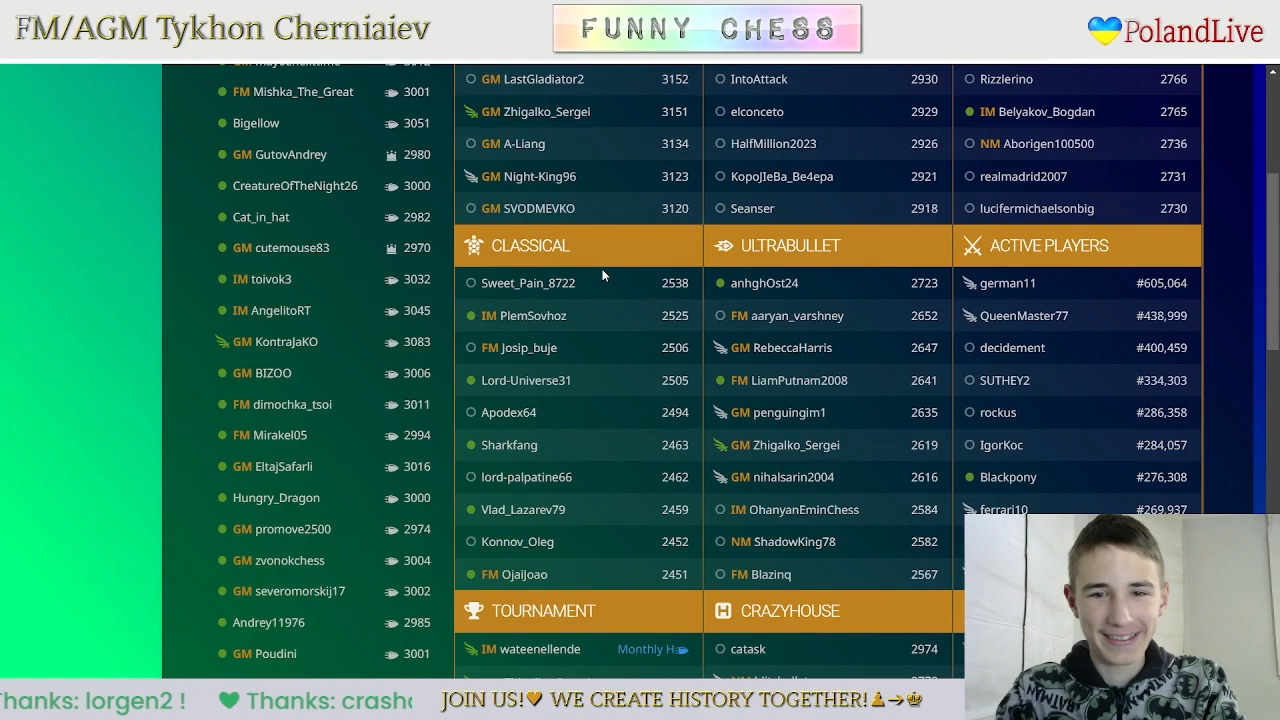 FM/AGM Tykhon Cherniaiev
FUNNY CHESS
PolandLive
3012
FM Mishka_The_Great 3001
Bigellow 3051
GM GutovAndrey 2980
CreatureOfTheNight26 3000
Cat_in_hat 2982
GM cutemouse83 2970
IM toivok3 3032
IM AngelitoRT 3045
GM KontraJaKO 3083
GM BIZOO 3006
FM dimochka_tsoi 3011
FM Mirakel05 2994
GM EltajSafarli 3016
Hungry_Dragon 3000
GM promove2500 2974
GM zvonokchess 3004
GM severomorskij17 3002
Andrey11976 2985
GM Poudini 3001
GM LastGladiator2 3152
GM Zhigalko_Sergei 3151
GM A-Liang 3134
GM Night-King96 3123
GM SVODMEVKO 3120
CLASSICAL
Sweet_Pain_8722 2538
IM PlemSovhoz 2525
FM Josip_buje 2506
Lord-Universe31 2505
Apodex64 2494
Sharkfang 2463
lord-palpatine66 2462
Vlad_Lazarev79 2459
Konnov_Oleg 2452
FM OjaiJoao 2451
TOURNAMENT
IM wateenellende Monthly H
IntoAttack 2930
elconceto 2929
HalfMillion2023 2926
KopoJIeBa_Be4epa 2921
Seanser 2918
ULTRABULLET
anhghOst24 2723
FM aaryan_varshney 2652
GM RebeccaHarris 2647
FM LiamPutnam2008 2641
GM penguingim1 2635
GM Zhigalko_Sergei 2619
GM nihalsarin2004 2616
IM OhanyanEminChess 2584
NM ShadowKing78 2582
FM Blazinq 2567
CRAZYHOUSE
catask 2974
Rizzlerino 2766
IM Belyakov_Bogdan 2765
NM Aborigen100500 2736
realmadrid2007 2731
lucifermichaelsonbig 2730
ACTIVE PLAYERS
german11 #605,064
QueenMaster77 #438,999
decidement #400,459
SUTHEY2 #334,303
rockus #286,358
IgorKoc #284,057
Blackpony #276,308
ferrari10 #269,937
Thanks: lorgen2 ! Thanks: crash
JOIN US! WE CREATE HISTORY TOGETHER!